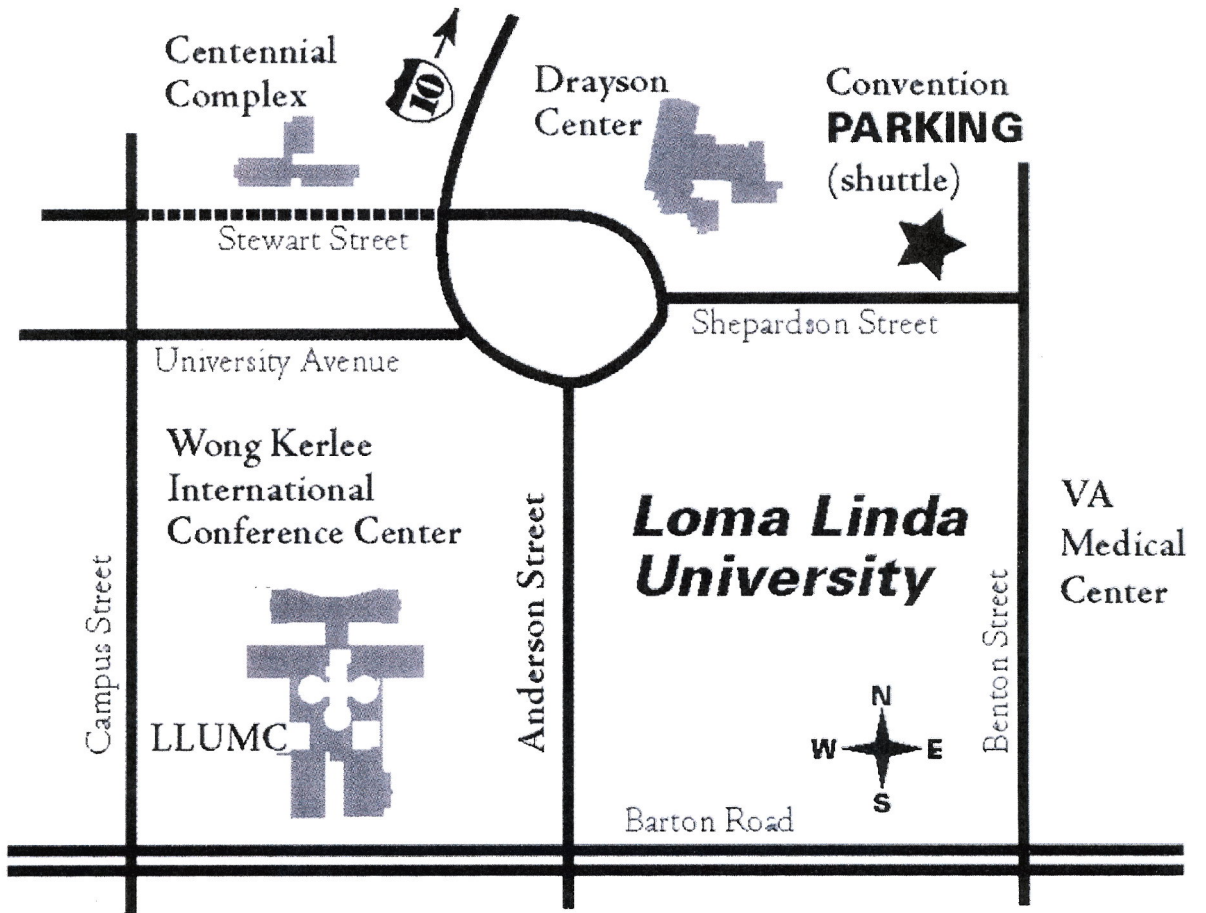 Centennial
Complex
10
Drayson
Center
Convention
PARKING
(shuttle)
Stewart Street
Shepardson Street
University Avenue
Wong Kerlee
International
Conference Center
Loma Linda
University
VA
Medical
Center
Campus Street
Anderson Street
Benton Street
LLUMC
N
W E
S
Barton Road